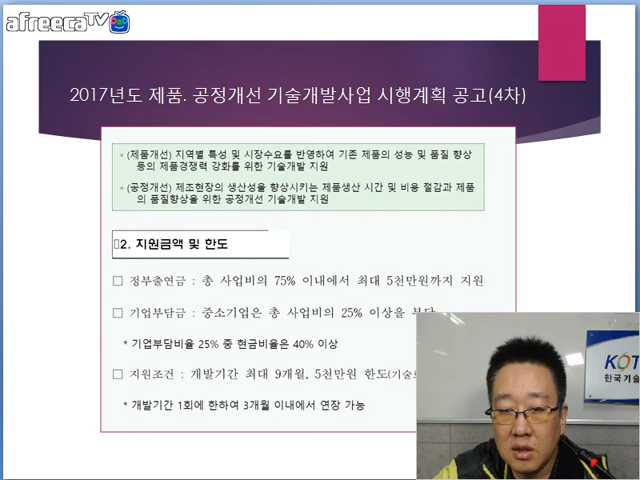 afreecaTV
2017년도 제품. 공정개선 기술개발사업 시행계획 공고(4차)
◦ (제품개선) 지역별 특성 및 시장수요를 반영하여 기존 제품의 성능 및 품질 향상
등의 제품경쟁력 강화를 위한 기술개발 지원
◦ (공정개선) 제조현장의 생산성을 향상시키는 제품생산 시간 및 비용 절감과 제품
의 품질향상을 위한 공정개선 기술개발 지원
2. 지원금액 및 한도
□ 정부출연금 : 총 사업비의 75% 이내에서 최대 5천만원까지 지원
□ 기업부담금 : 중소기업은 총 사업비의 25% 이상을 부담
* 기업부담비율 25% 중 현금비율은 40% 이상
□ 지원조건 : 개발기간 최대 9개월, 5천만원 한도(기술료
* 개발기간 1회에 한하여 3개월 이내에서 연장 가능
KOT
한국기술